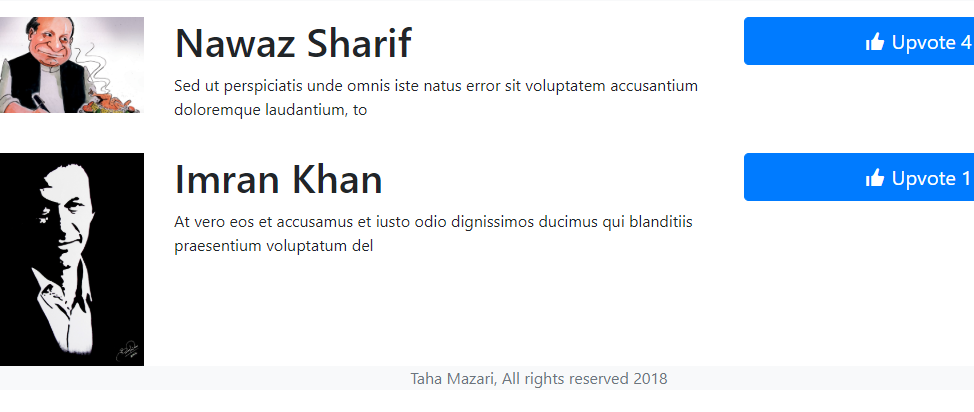 Nawaz Sharif
Upvote 4
Sed ut perspiciatis unde omnis iste natus error sit voluptatem accusantium
doloremque laudantium, to
Imran Khan
Upvote 1
At vero eos et accusamus et iusto odio dignissimos ducimus qui blanditiis
praesentium voluptatum del
Taha Mazari, All rights reserved 2018